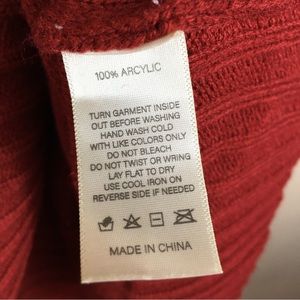 100% ARCYLIC
TURN GARMENT INSIDE
OUT BEFORE WASHING
HAND WASH COLD
WITH LIKE COLORS ONLY
DO NOT BLEACH
DO NOT TWIST OR WRING
LAY FLAT TO DRY
USE COOL IRON ON
REVERSE SIDE IF NEEDED
MADE IN CHINA